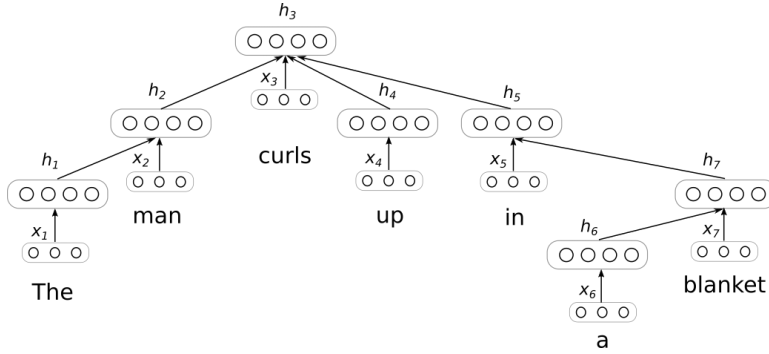 h3
x3
h2
h4
h5
x2
curls
x4
x5
h1
h7
man
up
in
x1
h6
x7
The
blanket
x6
a